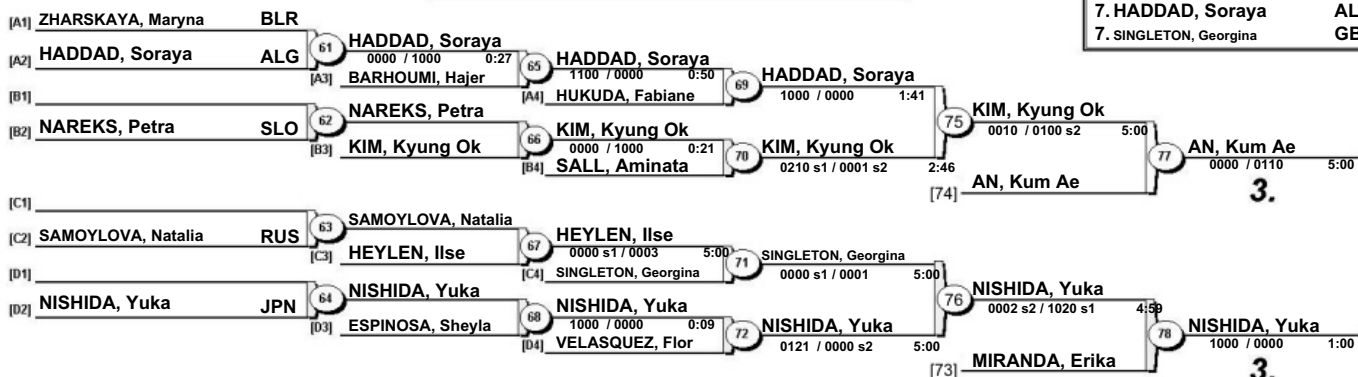 7. HADDAD, Soraya AL
7. SINGLETON, Georgina GB
[A1] ZHARSKAYA, Maryna BLR
[A2] HADDAD, Soraya ALG
61
HADDAD, Soraya
0000 / 1000 0:27
[A3] BARHOUMI, Hajer
65
HADDAD, Soraya
1100 / 0000 0:50
[A4] HUKUDA, Fabiane
69
HADDAD, Soraya
1000 / 0000 1:41
[B1]
[B2] NAREKS, Petra SLO
62
NAREKS, Petra
[B3] KIM, Kyung Ok
66
KIM, Kyung Ok
0000 / 1000 0:21
[B4] SALL, Aminata
70
KIM, Kyung Ok
0210 s1 / 0001 s2 2:46
75
KIM, Kyung Ok
0010 / 0100 s2 5:00
[74] AN, Kum Ae
77
AN, Kum Ae
0000 / 0110 5:00
3.
[C1]
[C2] SAMOYLOVA, Natalia RUS
63
SAMOYLOVA, Natalia
[C3] HEYLEN, Ilse
67
HEYLEN, Ilse
0000 s1 / 0003 5:00
[C4] SINGLETON, Georgina
71
SINGLETON, Georgina
0000 s1 / 0001 5:00
[D1]
[D2] NISHIDA, Yuka JPN
64
NISHIDA, Yuka
[D3] ESPINOSA, Sheyla
68
NISHIDA, Yuka
1000 / 0000 0:09
[D4] VELASQUEZ, Flor
72
NISHIDA, Yuka
0121 / 0000 s2 5:00
76
NISHIDA, Yuka
0002 s2 / 1020 s1 4:59
[73] MIRANDA, Erika
78
NISHIDA, Yuka
1000 / 0000 1:00
3.